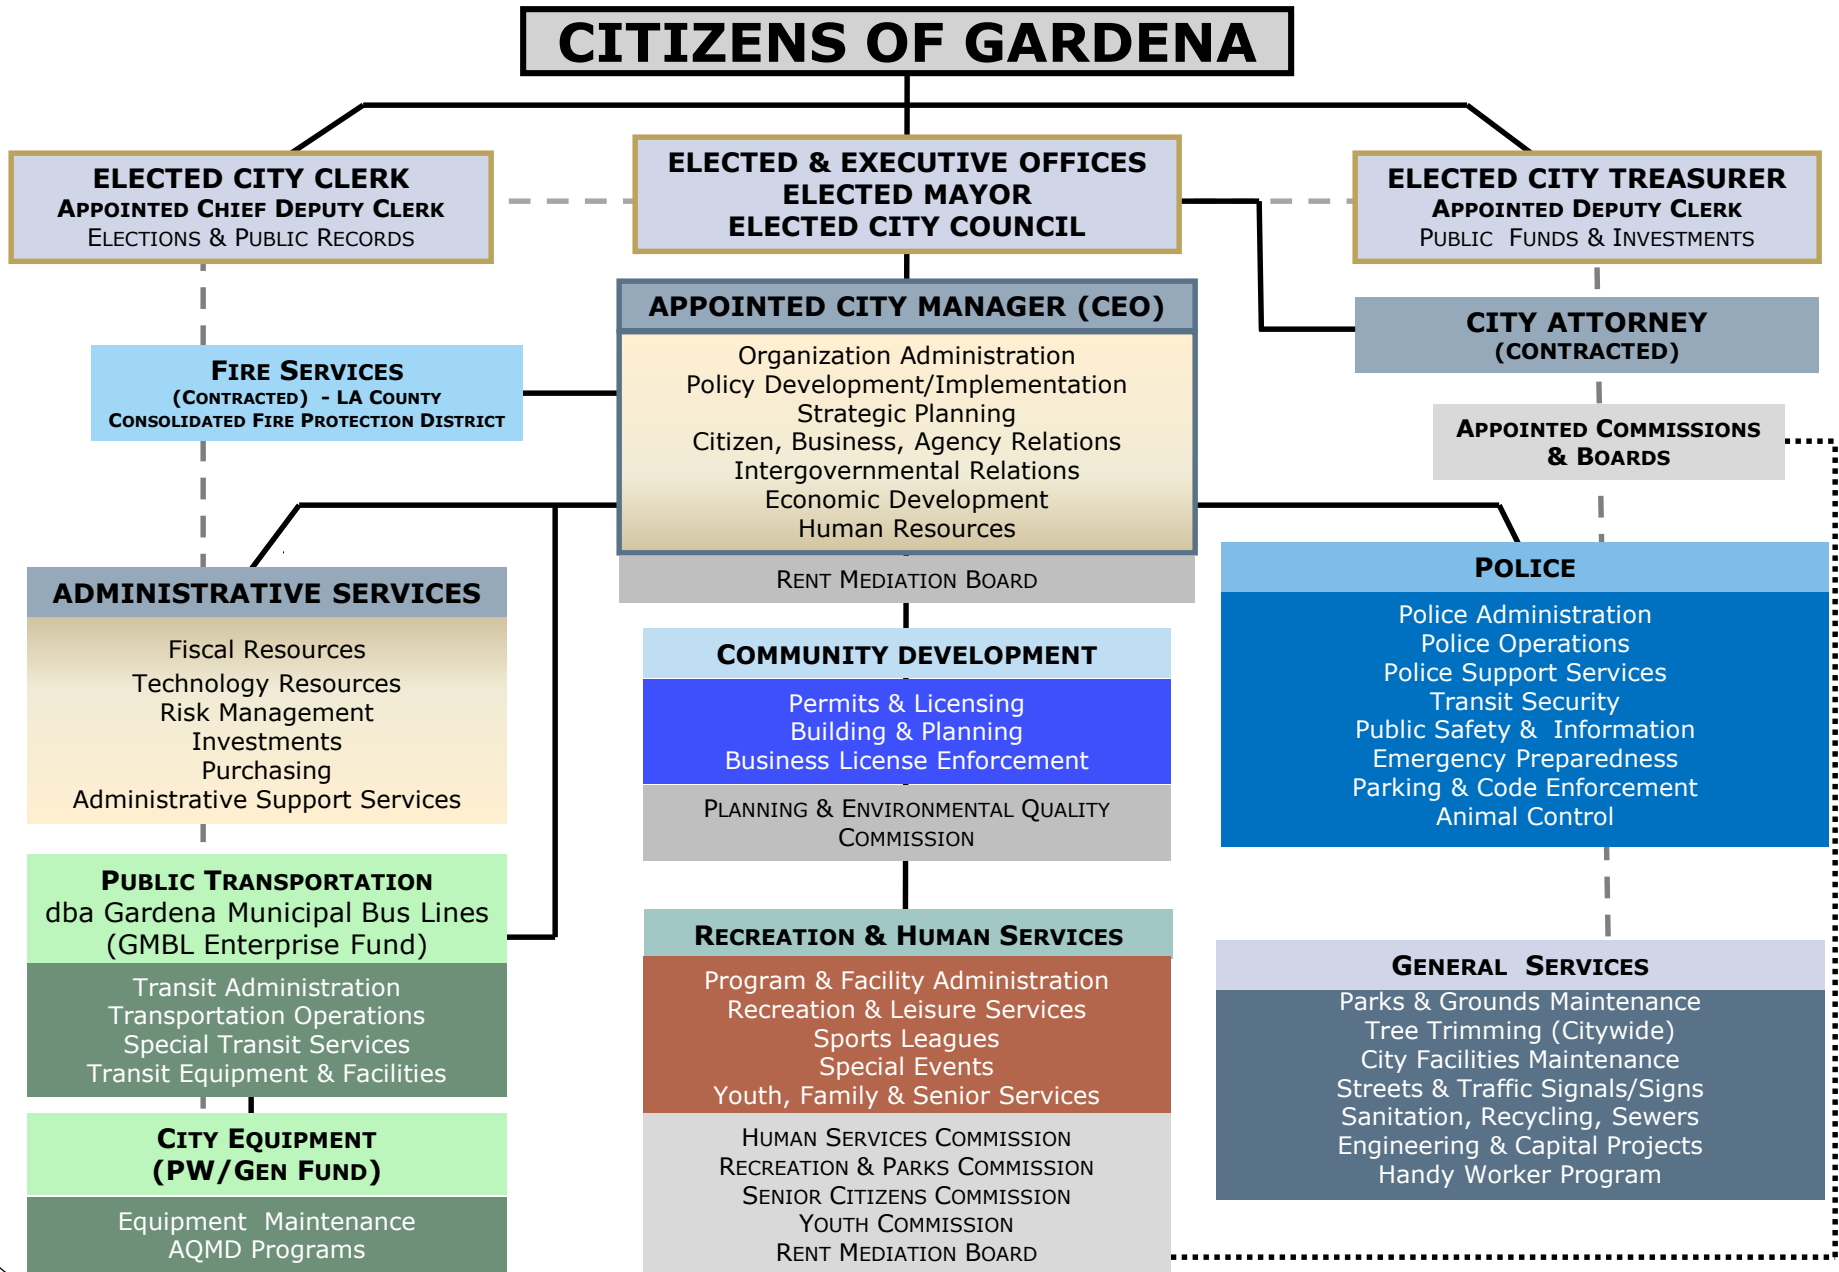 CITIZENS OF GARDENA
ELECTED CITY CLERK
APPOINTED CHIEF DEPUTY CLERK
ELECTIONS & PUBLIC RECORDS
ELECTED & EXECUTIVE OFFICES
ELECTED MAYOR
ELECTED CITY COUNCIL
ELECTED CITY TREASURER
APPOINTED DEPUTY CLERK
PUBLIC FUNDS & INVESTMENTS
APPOINTED CITY MANAGER (CEO)
Organization Administration
Policy Development/Implementation
Strategic Planning
Citizen, Business, Agency Relations
Intergovernmental Relations
Economic Development
Human Resources
RENT MEDIATION BOARD
CITY ATTORNEY
(CONTRACTED)
FIRE SERVICES
(CONTRACTED) - LA COUNTY
CONSOLIDATED FIRE PROTECTION DISTRICT
APPOINTED COMMISSIONS
& BOARDS
ADMINISTRATIVE SERVICES
Fiscal Resources
Technology Resources
Risk Management
Investments
Purchasing
Administrative Support Services
COMMUNITY DEVELOPMENT
Permits & Licensing
Building & Planning
Business License Enforcement
PLANNING & ENVIRONMENTAL QUALITY
COMMISSION
POLICE
Police Administration
Police Operations
Police Support Services
Transit Security
Public Safety & Information
Emergency Preparedness
Parking & Code Enforcement
Animal Control
PUBLIC TRANSPORTATION
dba Gardena Municipal Bus Lines
(GMBL Enterprise Fund)
Transit Administration
Transportation Operations
Special Transit Services
Transit Equipment & Facilities
CITY EQUIPMENT
(PW/GEN FUND)
Equipment Maintenance
AQMD Programs
RECREATION & HUMAN SERVICES
Program & Facility Administration
Recreation & Leisure Services
Sports Leagues
Special Events
Youth, Family & Senior Services
HUMAN SERVICES COMMISSION
RECREATION & PARKS COMMISSION
SENIOR CITIZENS COMMISSION
YOUTH COMMISSION
RENT MEDIATION BOARD
GENERAL SERVICES
Parks & Grounds Maintenance
Tree Trimming (Citywide)
City Facilities Maintenance
Streets & Traffic Signals/Signs
Sanitation, Recycling, Sewers
Engineering & Capital Projects
Handy Worker Program